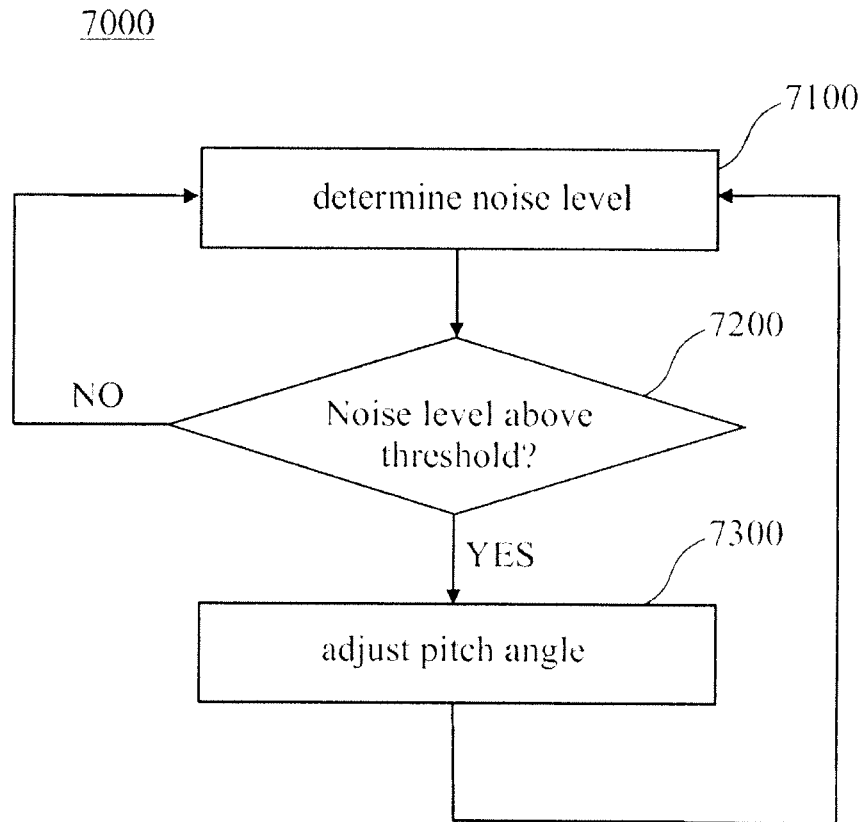 7000
7100
determine noise level
7200
NO
Noise level above
threshold?
7300
YES
adjust pitch angle